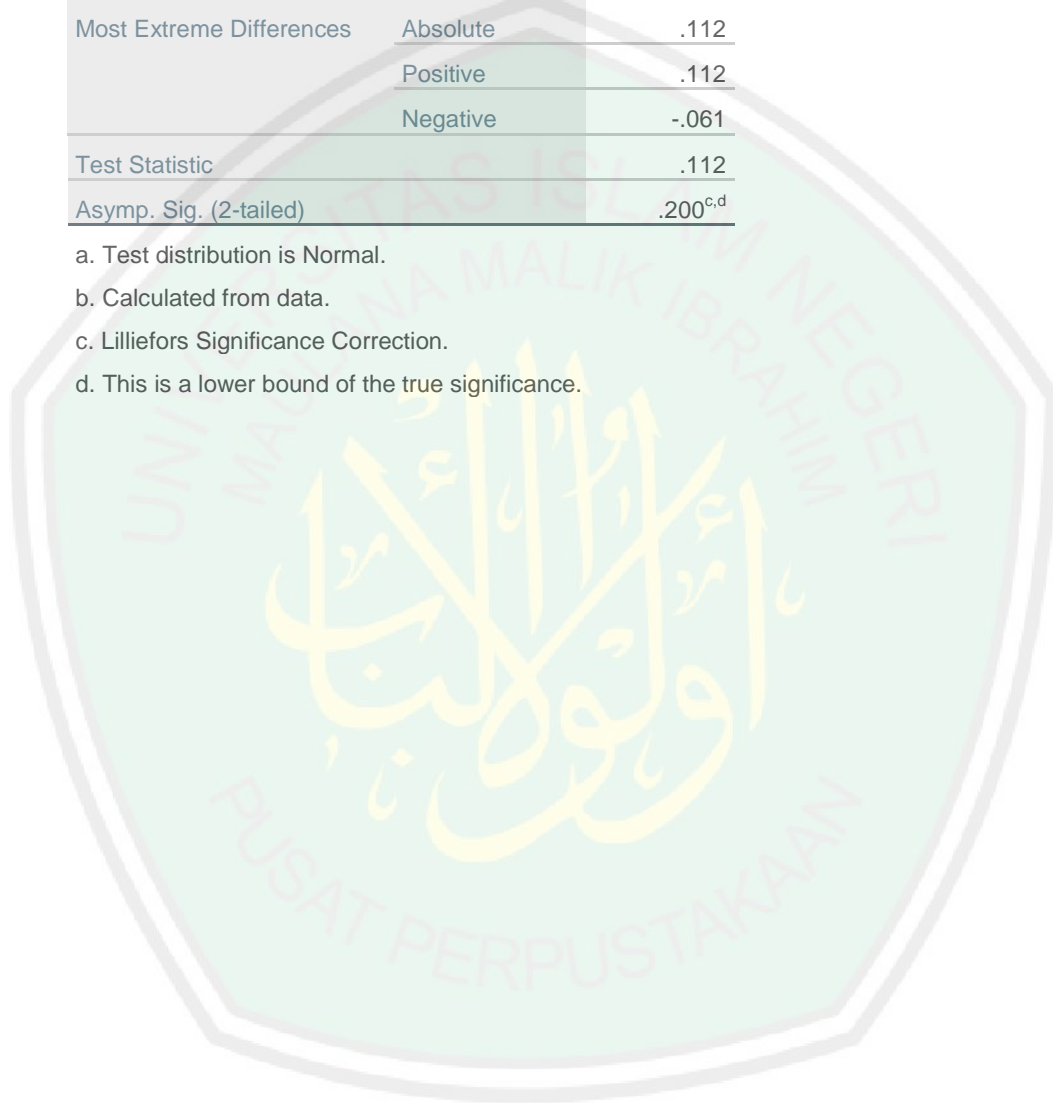 Most Extreme Differences Absolute .112
Positive .112
Negative -.061
Test Statistic .112
Asymp. Sig. (2-tailed) .200c,d
a. Test distribution is Normal.
b. Calculated from data.
c. Lilliefors Significance Correction.
d. This is a lower bound of the true significance.
UNIVERSITAS ISLAM NEGERI
MAULANA MALIK IBRAHIM
أولوا الألباب
PUSAT PERPUSTAKAAN